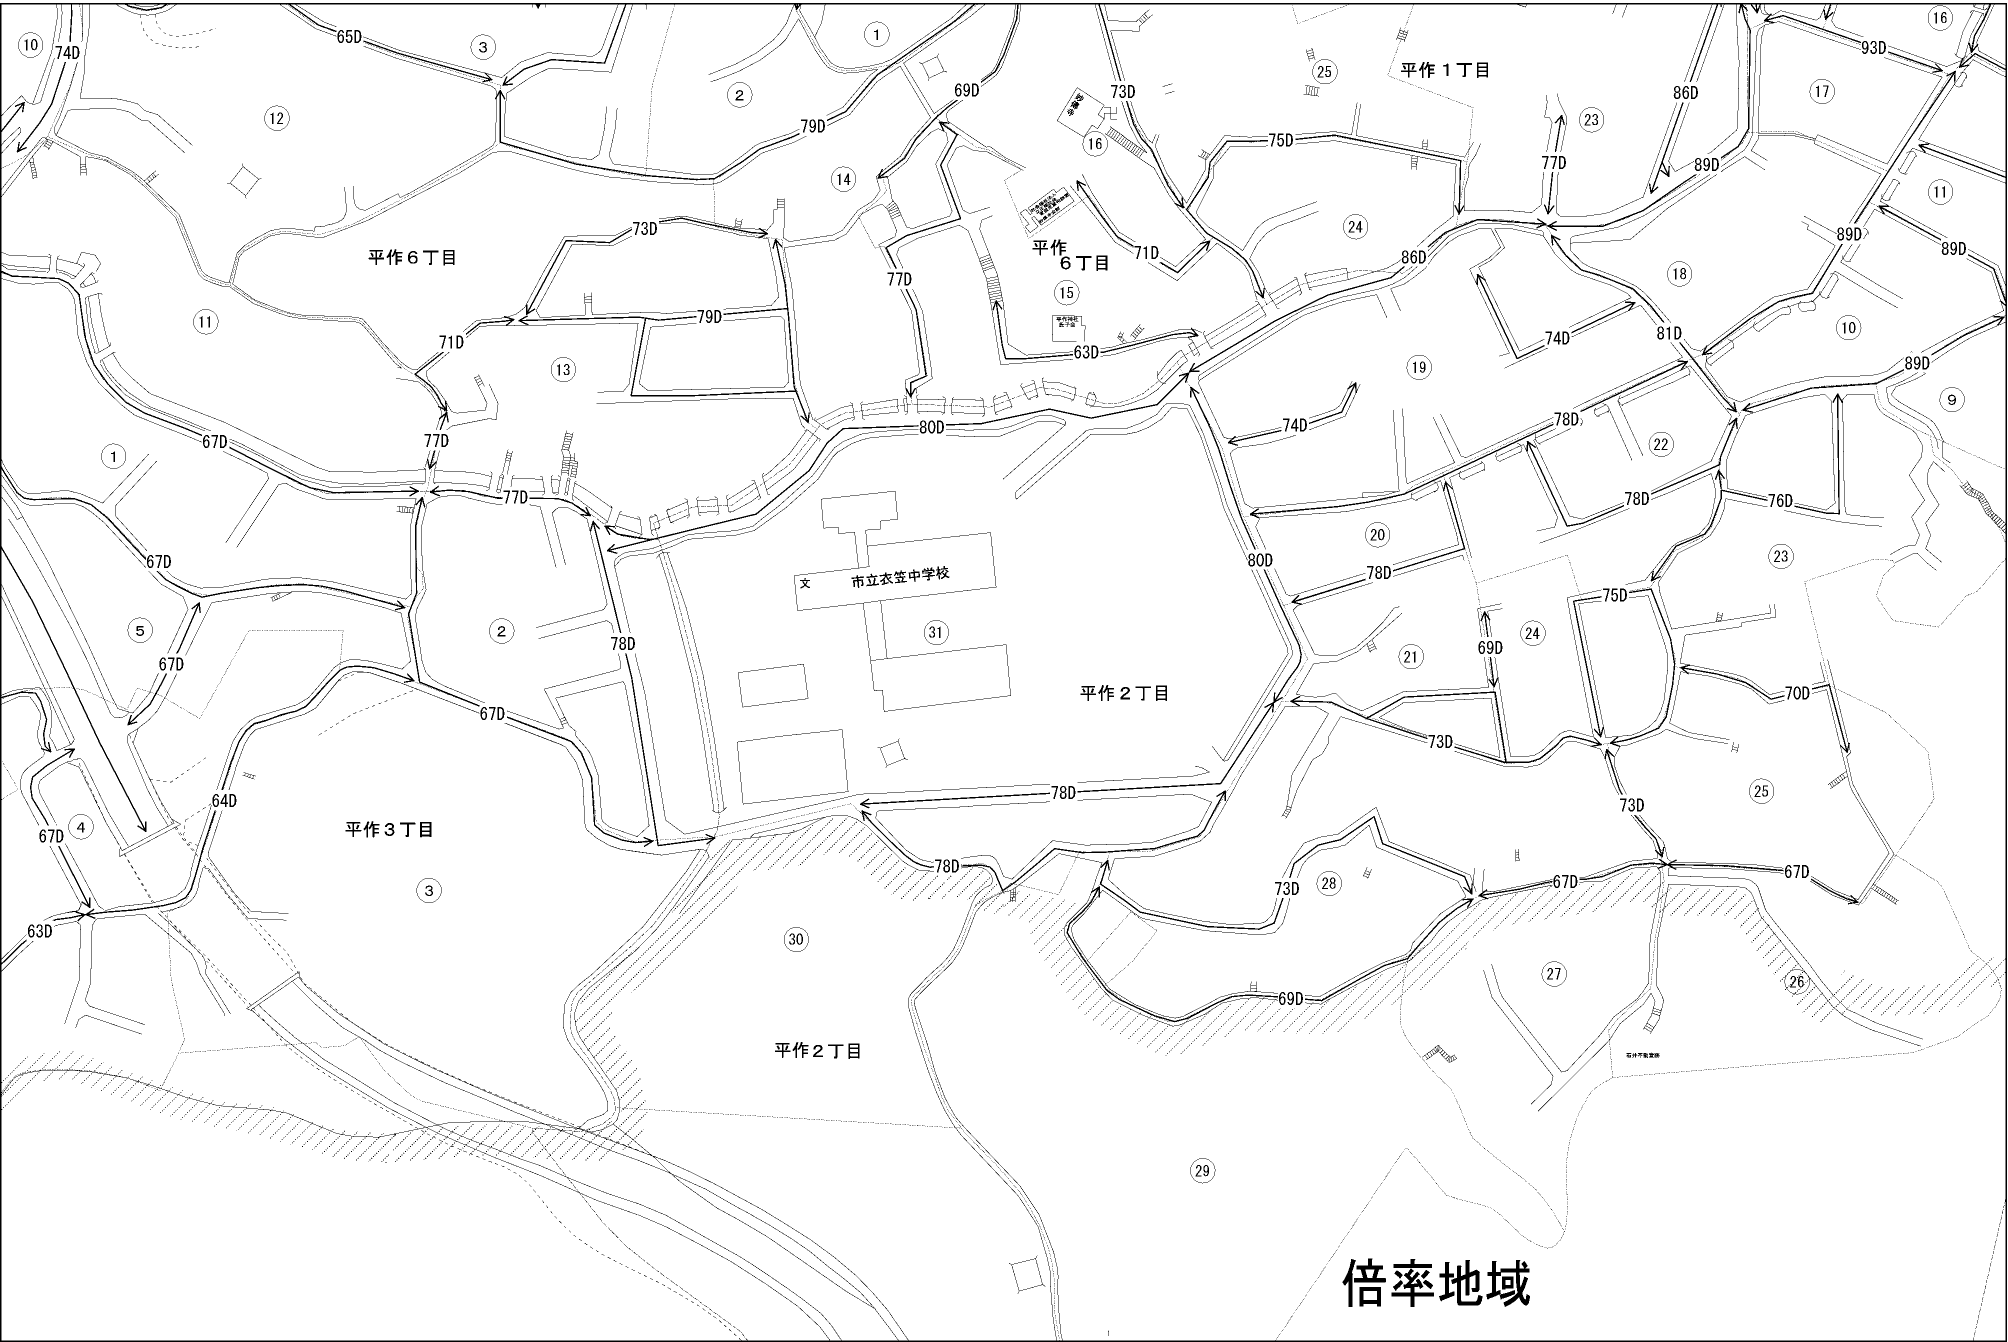 65D
③
①
⑯
⑩
74D
93D
平作１丁目
㉕
②
69D
73D
86D
⑰
妙傳寺
⑫
79D
㉓
⑯
75D
77D
89D
⑭
⑪
73D
平作
６丁目
㉔
89D
89D
平作６丁目
71D
86D
77D
⑱
⑮
79D
⑪
⑩
81D
71D
74D
63D
89D
⑬
⑲
⑨
74D
78D
80D
67D
77D
㉒
①
77D
78D
76D
⑳
67D
80D
㉓
文
市立衣笠中学校
78D
75D
⑤
②
㉛
㉔
78D
69D
㉑
67D
平作２丁目
70D
67D
73D
78D
㉕
64D
73D
④
67D
平作３丁目
78D
67D
③
73D
㉘
67D
63D
㉚
㉗
㉖
69D
平作２丁目
㉙
倍率地域